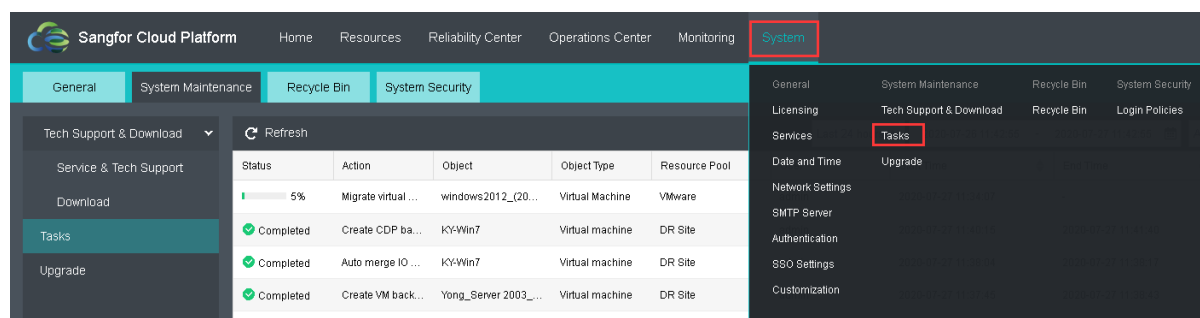 Sangfor Cloud Platform Home Resources Reliability Center Operations Center Monitoring System
General System Maintenance Recycle Bin System Security
General System Maintenance Recycle Bin System Security
Licensing Tech Support & Download Recycle Bin Login Policies
Services Tasks
Date and Time Upgrade
Network Settings
SMTP Server
Authentication
SSO Settings
Customization
Tech Support & Download
Service & Tech Support
Download
Tasks
Upgrade
Refresh
Status Action Object Object Type Resource Pool
5% Migrate virtual ... windows2012_(20... Virtual Machine VMware
Completed Create CDP ba... KY-Win7 Virtual machine DR Site
Completed Auto merge IO ... KY-Win7 Virtual machine DR Site
Completed Create VM back... Yong_Server 2003_... Virtual machine DR Site